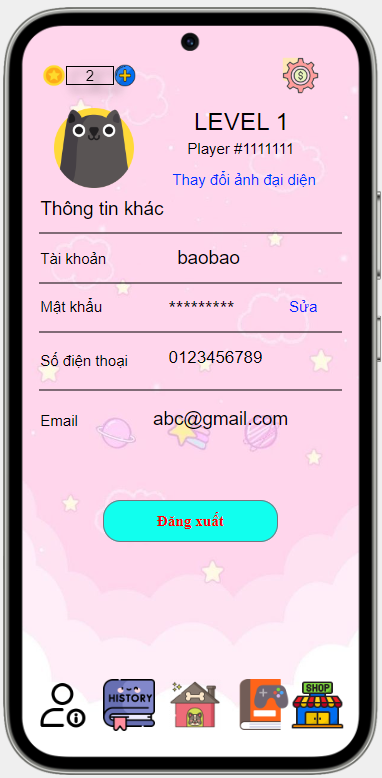 2
LEVEL 1
Player #1111111
Thay đổi ảnh đại diện
Thông tin khác
Tài khoản baobao
Mật khẩu ********* Sửa
Số điện thoại 0123456789
Email abc@gmail.com
Đăng xuất
HISTORY
SHOP